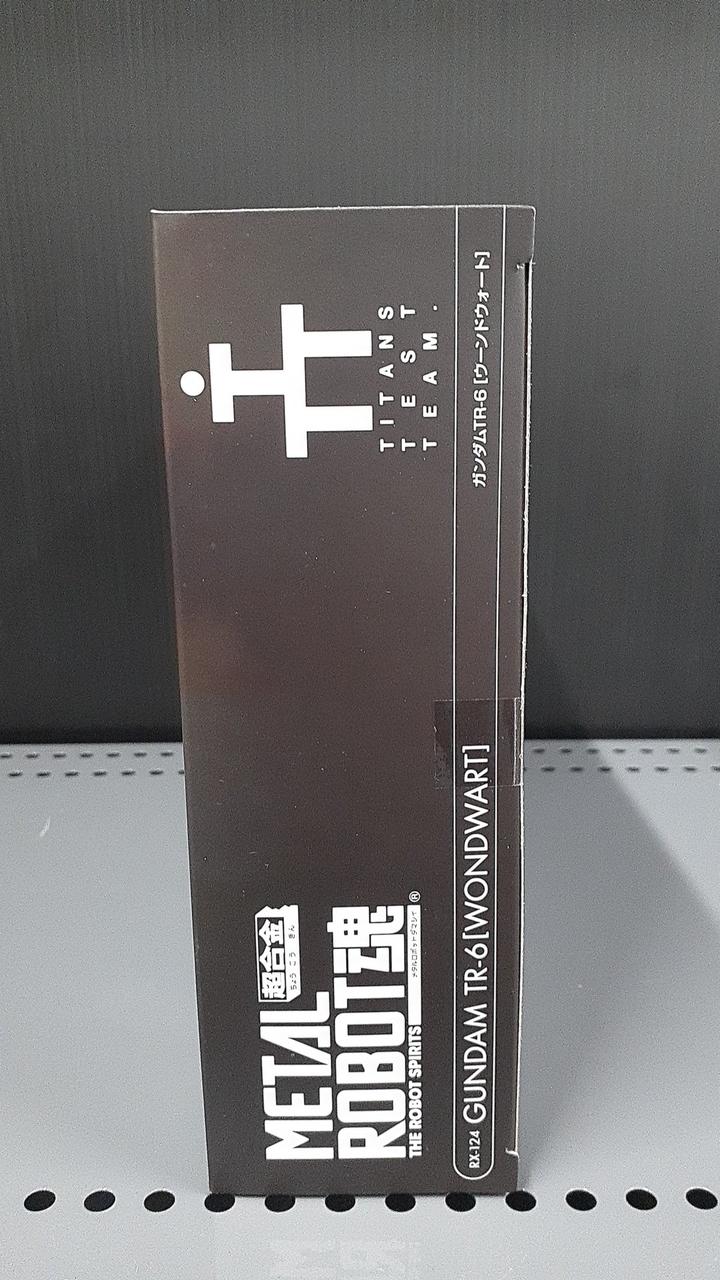 超合金
ちょうごうきん
METAL
ROBOT魂
メタルロボットダマシイ
®
THE ROBOT SPIRITS
TITANS
TEST
TEAM.
RX-124 GUNDAM TR-6[WONDWART]
ガンダムTR-6 [ウーンドウォート]